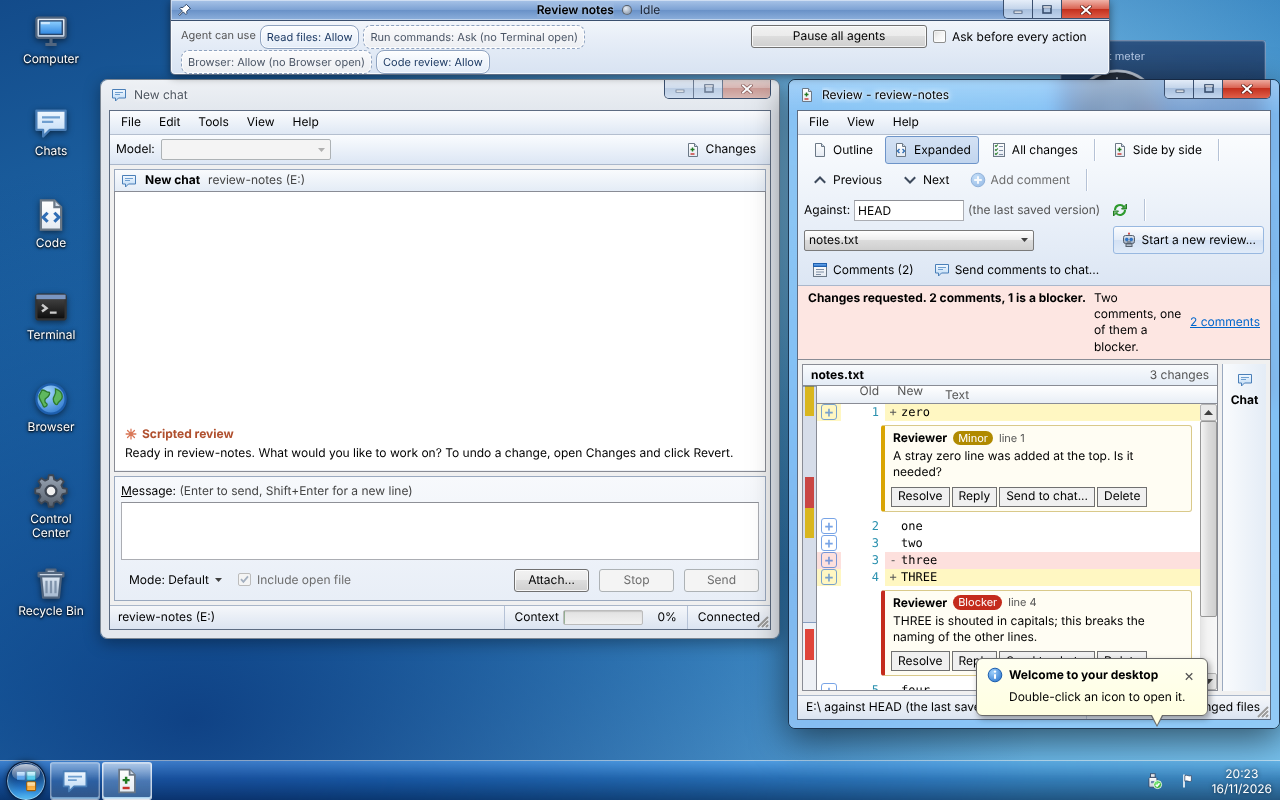 Computer
Chats
Code
Terminal
Browser
Control
Center
Recycle Bin
Review notes Idle
Agent can use Read files: Allow Run commands: Ask (no Terminal open)
Browser: Allow (no Browser open) Code review: Allow
Pause all agents Ask before every action
meter
New chat
File Edit Tools View Help
Model: Changes
New chat review-notes (E:)
Scripted review
Ready in review-notes. What would you like to work on? To undo a change, open Changes and click Revert.
Message: (Enter to send, Shift+Enter for a new line)
Mode: Default Include open file Attach... Stop Send
review-notes (E:) Context 0% Connected
Review - review-notes
File View Help
Outline Expanded All changes Side by side
Previous Next Add comment
Against: HEAD (the last saved version)
notes.txt Start a new review...
Comments (2) Send comments to chat...
Changes requested. 2 comments, 1 is a blocker. Two
comments, one
of them a
blocker.
2 comments
notes.txt 3 changes
Chat
Old New Text
1 + zero
Reviewer Minor line 1
A stray zero line was added at the top. Is it
needed?
Resolve Reply Send to chat... Delete
2 one
3 two
3 - three
4 + THREE
Reviewer Blocker line 4
THREE is shouted in capitals; this breaks the
naming of the other lines.
Resolve
5 four
Welcome to your desktop
Double-click an icon to open it.
E:\ against HEAD (the last files
20:23
16/11/2026